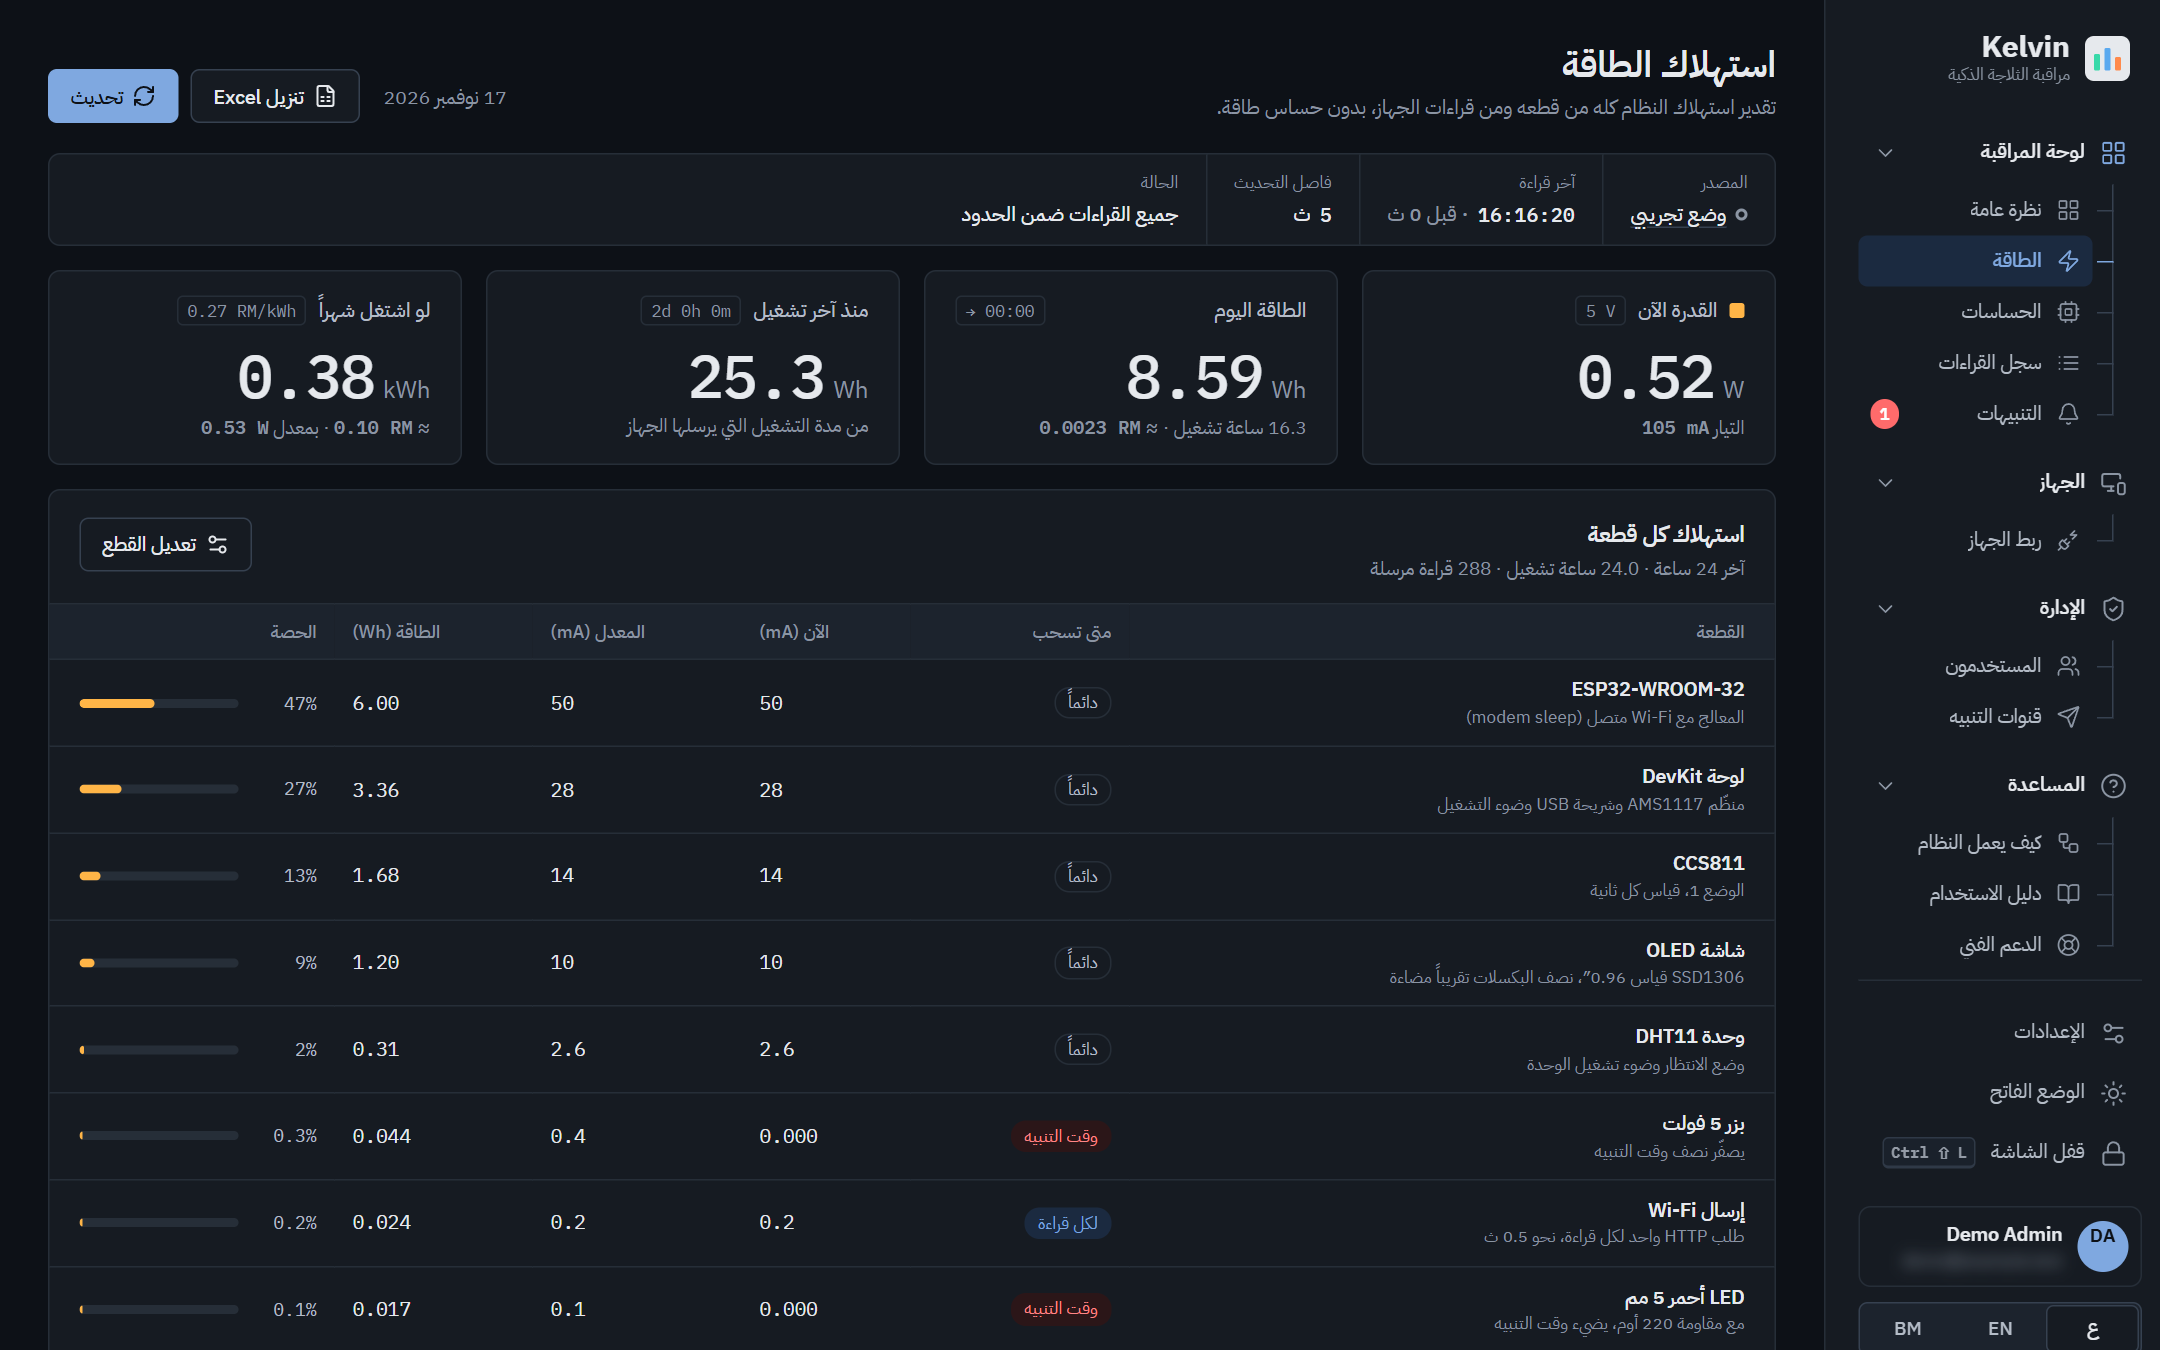 Kelvin
مراقبة الثلاجة الذكية
لوحة المراقبة
نظرة عامة
الطاقة
الحساسات
سجل القراءات
التنبيهات
1
الجهاز
ربط الجهاز
الإدارة
المستخدمون
قنوات التنبيه
المساعدة
كيف يعمل النظام
دليل الاستخدام
الدعم الفني
الإعدادات
الوضع الفاتح
قفل الشاشة Ctrl ⇧ L
DA
Demo Admin
ع EN BM
استهلاك الطاقة
تقدير استهلاك النظام كله من قطعه ومن قراءات الجهاز، بدون حساس طاقة.
17 نوفمبر 2026
تنزيل Excel
تحديث
المصدر
وضع تجريبي
آخر قراءة
16:16:20 · قبل 0 ث
فاصل التحديث
5 ث
الحالة
جميع القراءات ضمن الحدود
القدرة الآن 5 V
0.52 W
التيار 105 mA
الطاقة اليوم 00:00 →
8.59 Wh
16.3 ساعة تشغيل · ≈ 0.0023 RM
منذ آخر تشغيل 2d 0h 0m
25.3 Wh
من مدة التشغيل التي يرسلها الجهاز
لو اشتغل شهراً 0.27 RM/kWh
0.38 kWh
≈ 0.10 RM · بمعدل 0.53 W
استهلاك كل قطعة
آخر 24 ساعة · 24.0 ساعة تشغيل · 288 قراءة مرسلة
تعديل القطع
القطعة متى تسحب الآن (mA) المعدل (mA) الطاقة (Wh) الحصة
ESP32-WROOM-32
المعالج مع Wi-Fi متصل (modem sleep)
دائماً 50 50 6.00 47%
لوحة DevKit
منظّم AMS1117 وشريحة USB وضوء التشغيل
دائماً 28 28 3.36 27%
CCS811
الوضع 1، قياس كل ثانية
دائماً 14 14 1.68 13%
شاشة OLED
SSD1306 قياس 0.96″، نصف البكسلات تقريباً مضاءة
دائماً 10 10 1.20 9%
وحدة DHT11
وضع الانتظار وضوء تشغيل الوحدة
دائماً 2.6 2.6 0.31 2%
بزر 5 فولت
يصفّر نصف وقت التنبيه
وقت التنبيه 0.000 0.4 0.044 0.3%
إرسال Wi-Fi
طلب HTTP واحد لكل قراءة، نحو 0.5 ث
لكل قراءة 0.2 0.2 0.024 0.2%
LED أحمر 5 مم
مع مقاومة 220 أوم، يضيء وقت التنبيه
وقت التنبيه 0.000 0.1 0.017 0.1%